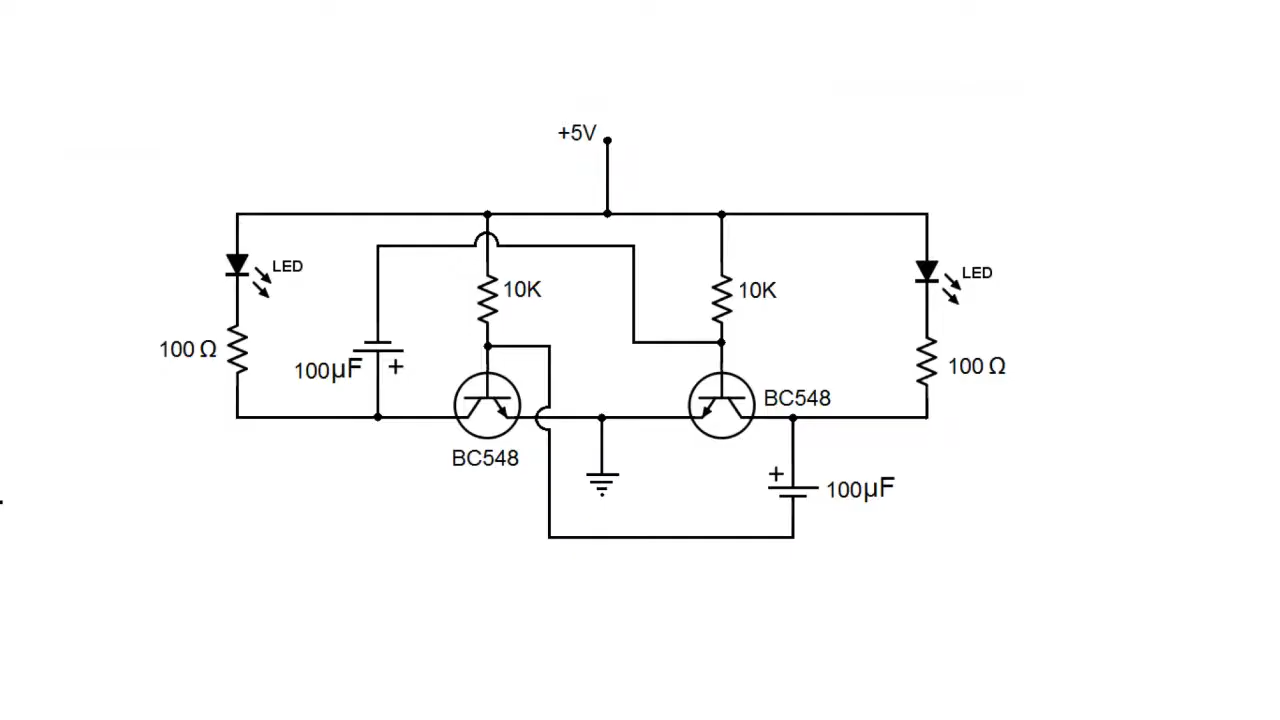 +5V
LED
LED
10K
10K
100 Ω
100µF
+
100 Ω
BC548
BC548
+
100µF